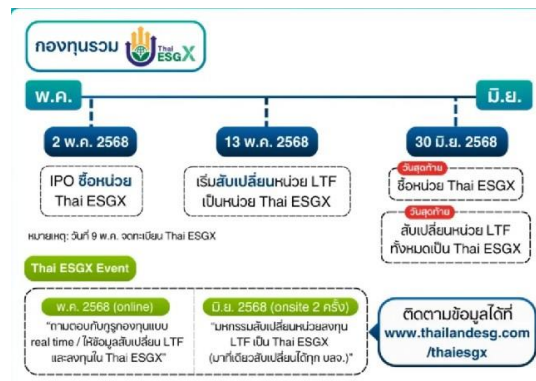 กองทุนรวม Thai ESGX
พ.ค.
มิ.ย.
2 พ.ค. 2568
IPO ซื้อหน่วย
Thai ESGX
13 พ.ค. 2568
เริ่มสับเปลี่ยนหน่วย LTF
เป็นหน่วย Thai ESGX
30 มิ.ย. 2568
วันสุดท้าย
ซื้อหน่วย Thai ESGX
วันสุดท้าย
สับเปลี่ยนหน่วย LTF
ทั้งหมดเป็น Thai ESGX
หมายเหตุ: วันที่ 9 พ.ค. จดทะเบียน Thai ESGX
Thai ESGX Event
พ.ค. 2568 (online)
"ถามตอบกับกูรูกองทุนแบบ
real time / ให้ข้อมูลสับเปลี่ยน LTF
และลงทุนใน Thai ESGX"
มิ.ย. 2568 (onsite 2 ครั้ง)
"มหกรรมสับเปลี่ยนหน่วยลงทุน
LTF เป็น Thai ESGX
(มาที่เดียวสับเปลี่ยนได้ทุก บลจ.)"
ติดตามข้อมูลได้ที่
www.thailandesg.com
/thaiesgx